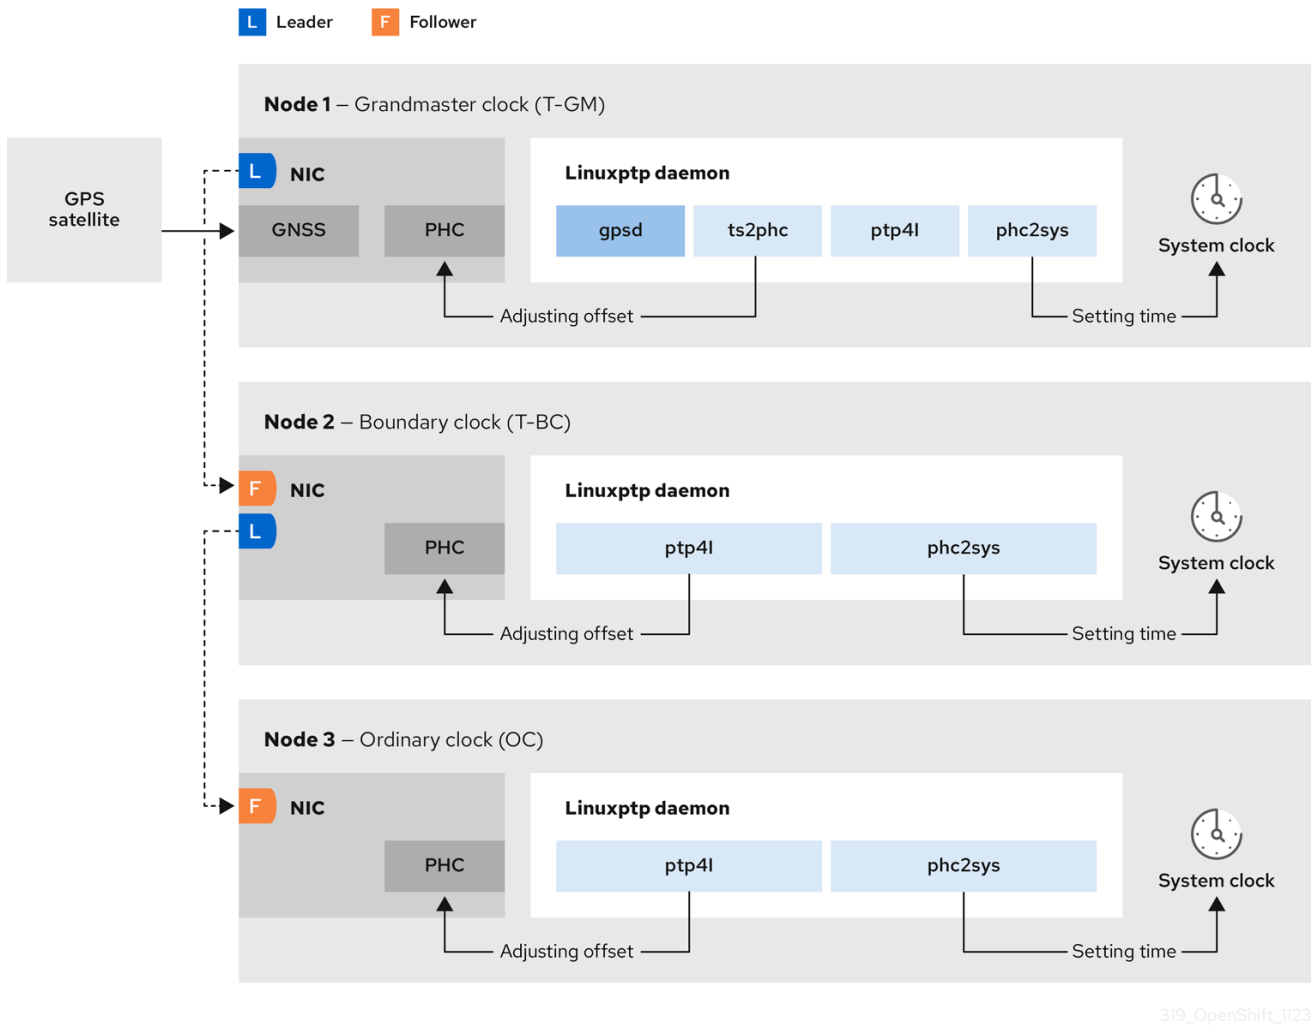 L Leader F Follower
Node 1 – Grandmaster clock (T-GM)
GPS
satellite
L NIC
GNSS PHC
Linuxptp daemon
gpsd ts2phc ptp4l phc2sys
System clock
Adjusting offset
Setting time
Node 2 – Boundary clock (T-BC)
F NIC
L
PHC
Linuxptp daemon
ptp4l phc2sys
System clock
Adjusting offset
Setting time
Node 3 – Ordinary clock (OC)
F NIC
PHC
Linuxptp daemon
ptp4l phc2sys
System clock
Adjusting offset
Setting time
319_OpenShift_1123